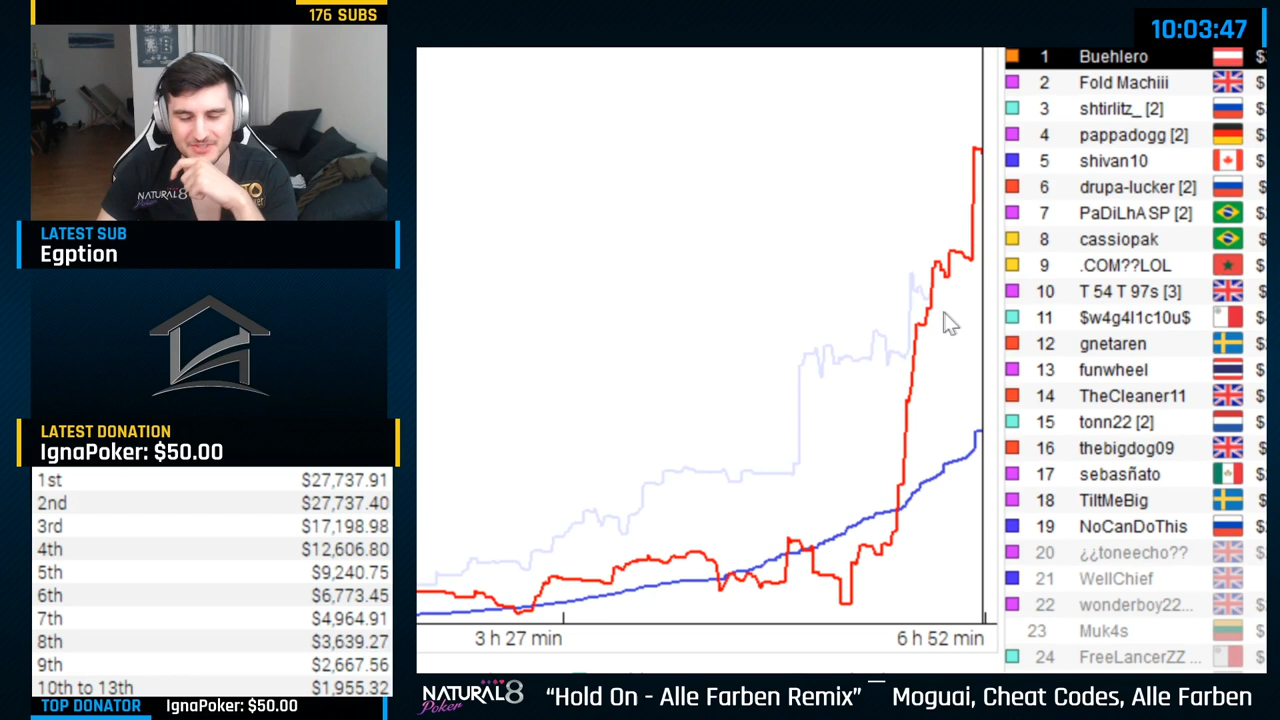 176 SUBS
10:03:47
NATURAL8
Poker
LATEST SUB
Egption
LATEST DONATION
IgnaPoker: $50.00
1st $27,737.91
2nd $27,737.40
3rd $17,198.98
4th $12,606.80
5th $9,240.75
6th $6,773.45
7th $4,964.91
8th $3,639.27
9th $2,667.56
10th to 13th $1,955.32
TOP DONATOR IgnaPoker: $50.00
3 h 27 min
6 h 52 min
1 Buehlero $
2 Fold Machiii $
3 shtirlitz_ [2] $
4 pappadogg [2] $
5 shivan10 $
6 drupa-lucker [2] $
7 PaDiLhA SP [2] $
8 cassiopak $
9 .COM??LOL $
10 T 54 T 97s [3] $
11 $w4g4l1c10u$ $
12 gnetaren $
13 funwheel $
14 TheCleaner11 $
15 tonn22 [2] $
16 thebigdog09 $
17 sebasñato $
18 TiltMeBig $
19 NoCanDoThis $
20 ¿¿toneecho??
21 WellChief
22 wonderboy22... $
23 Muk4s $
24 FreeLancerZZ ... $
NATURAL8
Poker
“Hold On - Alle Farben Remix” — Moguai, Cheat Codes, Alle Farben